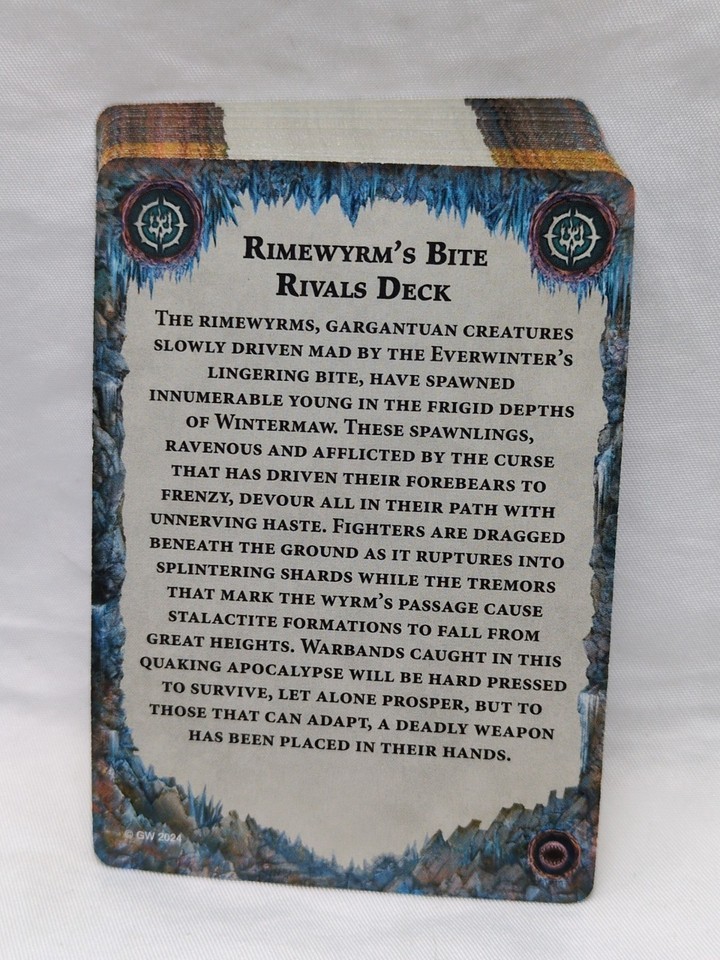 Rimewyrm's Bite
Rivals Deck
The rimewyrms, gargantuan creatures
slowly driven mad by the Everwinter's
lingering bite, have spawned
innumerable young in the frigid depths
of Wintermaw. These spawnlings,
ravenous and afflicted by the curse
that has driven their forebears to
frenzy, devour all in their path with
unnerving haste. Fighters are dragged
beneath the ground as it ruptures into
splintering shards while the tremors
that mark the wyrm's passage cause
stalactite formations to fall from
great heights. Warbands caught in this
quaking apocalypse will be hard pressed
to survive, let alone prosper, but to
those that can adapt, a deadly weapon
has been placed in their hands.
© GW 2024